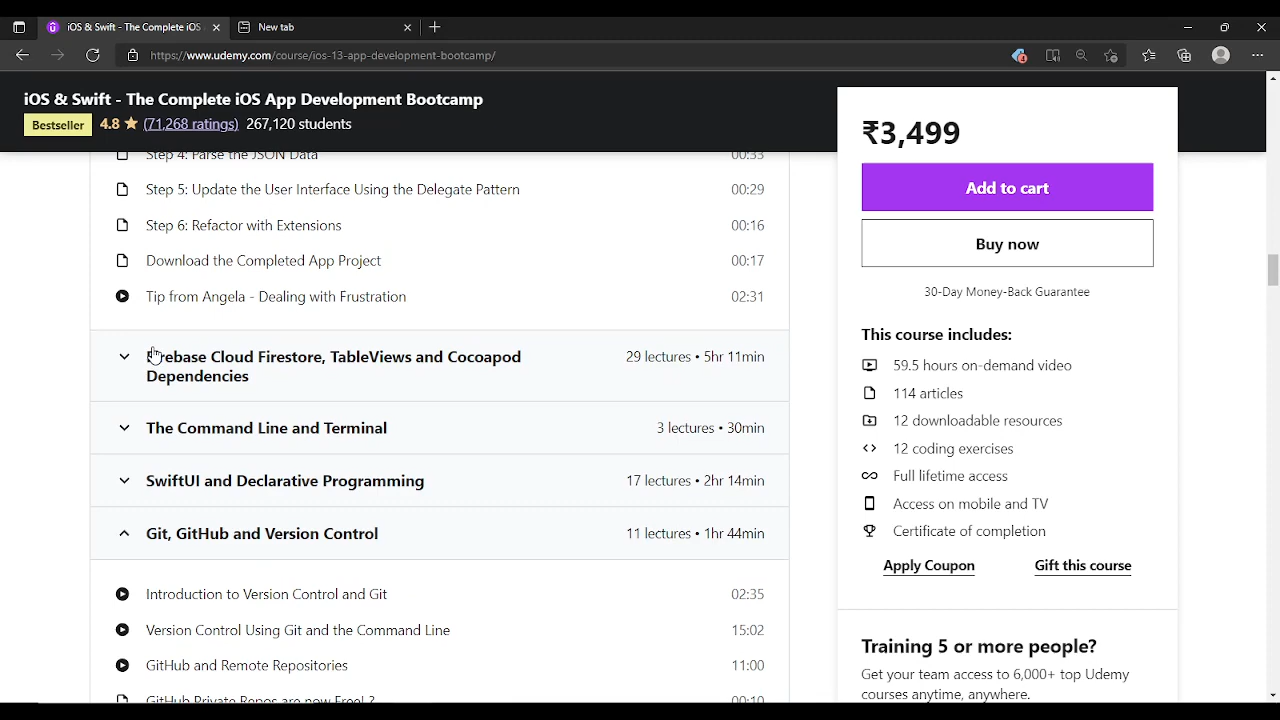 iOS & Swift - The Complete iOS
New tab
https://www.udemy.com/course/ios-13-app-development-bootcamp/
iOS & Swift - The Complete iOS App Development Bootcamp
Bestseller 4.8 (71,268 ratings) 267,120 students
Step 4: Parse the JSON Data 00:33
Step 5: Update the User Interface Using the Delegate Pattern 00:29
Step 6: Refactor with Extensions 00:16
Download the Completed App Project 00:17
Tip from Angela - Dealing with Frustration 02:31
Firebase Cloud Firestore, TableViews and Cocoapod 29 lectures • 5hr 11min
Dependencies
The Command Line and Terminal 3 lectures • 30min
SwiftUI and Declarative Programming 17 lectures • 2hr 14min
Git, GitHub and Version Control 11 lectures • 1hr 44min
Introduction to Version Control and Git 02:35
Version Control Using Git and the Command Line 15:02
GitHub and Remote Repositories 11:00
GitHub Private Repos are now Free! ? 00:10
₹3,499
Add to cart
Buy now
30-Day Money-Back Guarantee
This course includes:
59.5 hours on-demand video
114 articles
12 downloadable resources
12 coding exercises
Full lifetime access
Access on mobile and TV
Certificate of completion
Apply Coupon Gift this course
Training 5 or more people?
Get your team access to 6,000+ top Udemy
courses anytime, anywhere.